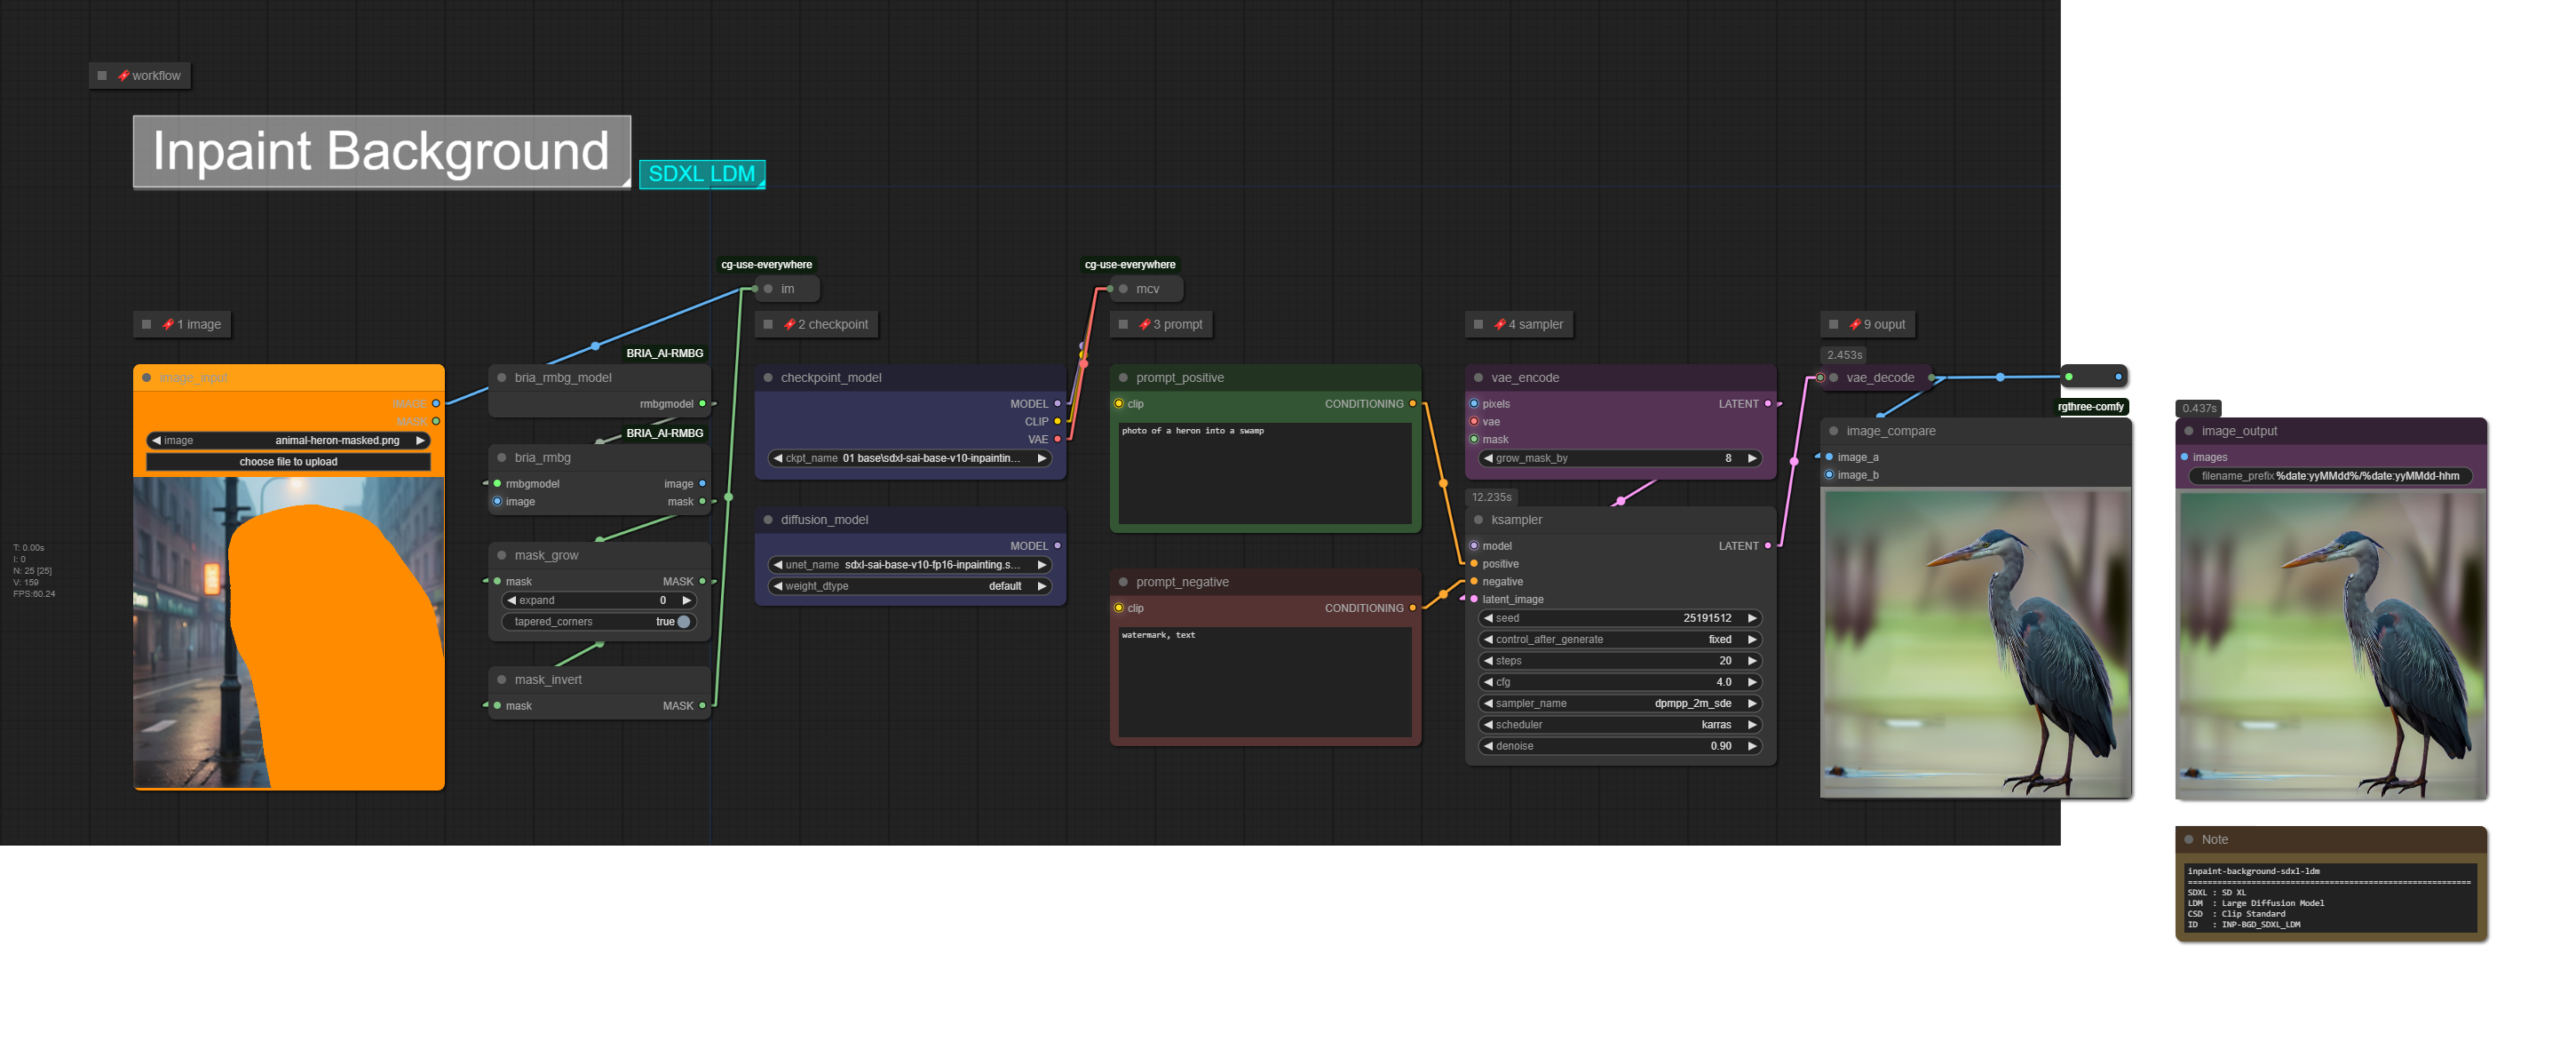 workflow
Inpaint Background
SDXL LDM
cg-use-everywhere
im
cg-use-everywhere
mcv
1 image
2 checkpoint
3 prompt
4 sampler
9 ouput
image_input
IMAGE
MASK
image animal-heron-masked.png
choose file to upload
T: 0.00s
I: 0
N: 25 [25]
V: 159
FPS:60.24
BRIA_AI-RMBG
bria_rmbg_model
rmbgmodel
BRIA_AI-RMBG
bria_rmbg
rmbgmodel image
image mask
mask_grow
mask MASK
expand 0
tapered_corners true
mask_invert
mask MASK
checkpoint_model
MODEL
CLIP
VAE
ckpt_name 01 base\sdxl-sai-base-v10-inpaintin...
diffusion_model
MODEL
unet_name sdxl-sai-base-v10-fp16-inpainting.s...
weight_dtype default
prompt_positive
clip CONDITIONING
photo of a heron into a swamp
prompt_negative
clip CONDITIONING
watermark, text
vae_encode
pixels LATENT
vae
mask
grow_mask_by 8
12.235s
ksampler
model LATENT
positive
negative
latent_image
seed 25191512
control_after_generate fixed
steps 20
cfg 4.0
sampler_name dpmpp_2m_sde
scheduler karras
denoise 0.90
2.453s
vae_decode
rgthree-comfy
image_compare
image_a
image_b
0.437s
image_output
images
filename_prefix %date:yyMMdd%/%date:yyMMdd-hhm
Note
inpaint-background-sdxl-ldm
==========================================================
SDXL : SD XL
LDM : Large Diffusion Model
CSD : Clip Standard
ID : INP-BGD_SDXL_LDM